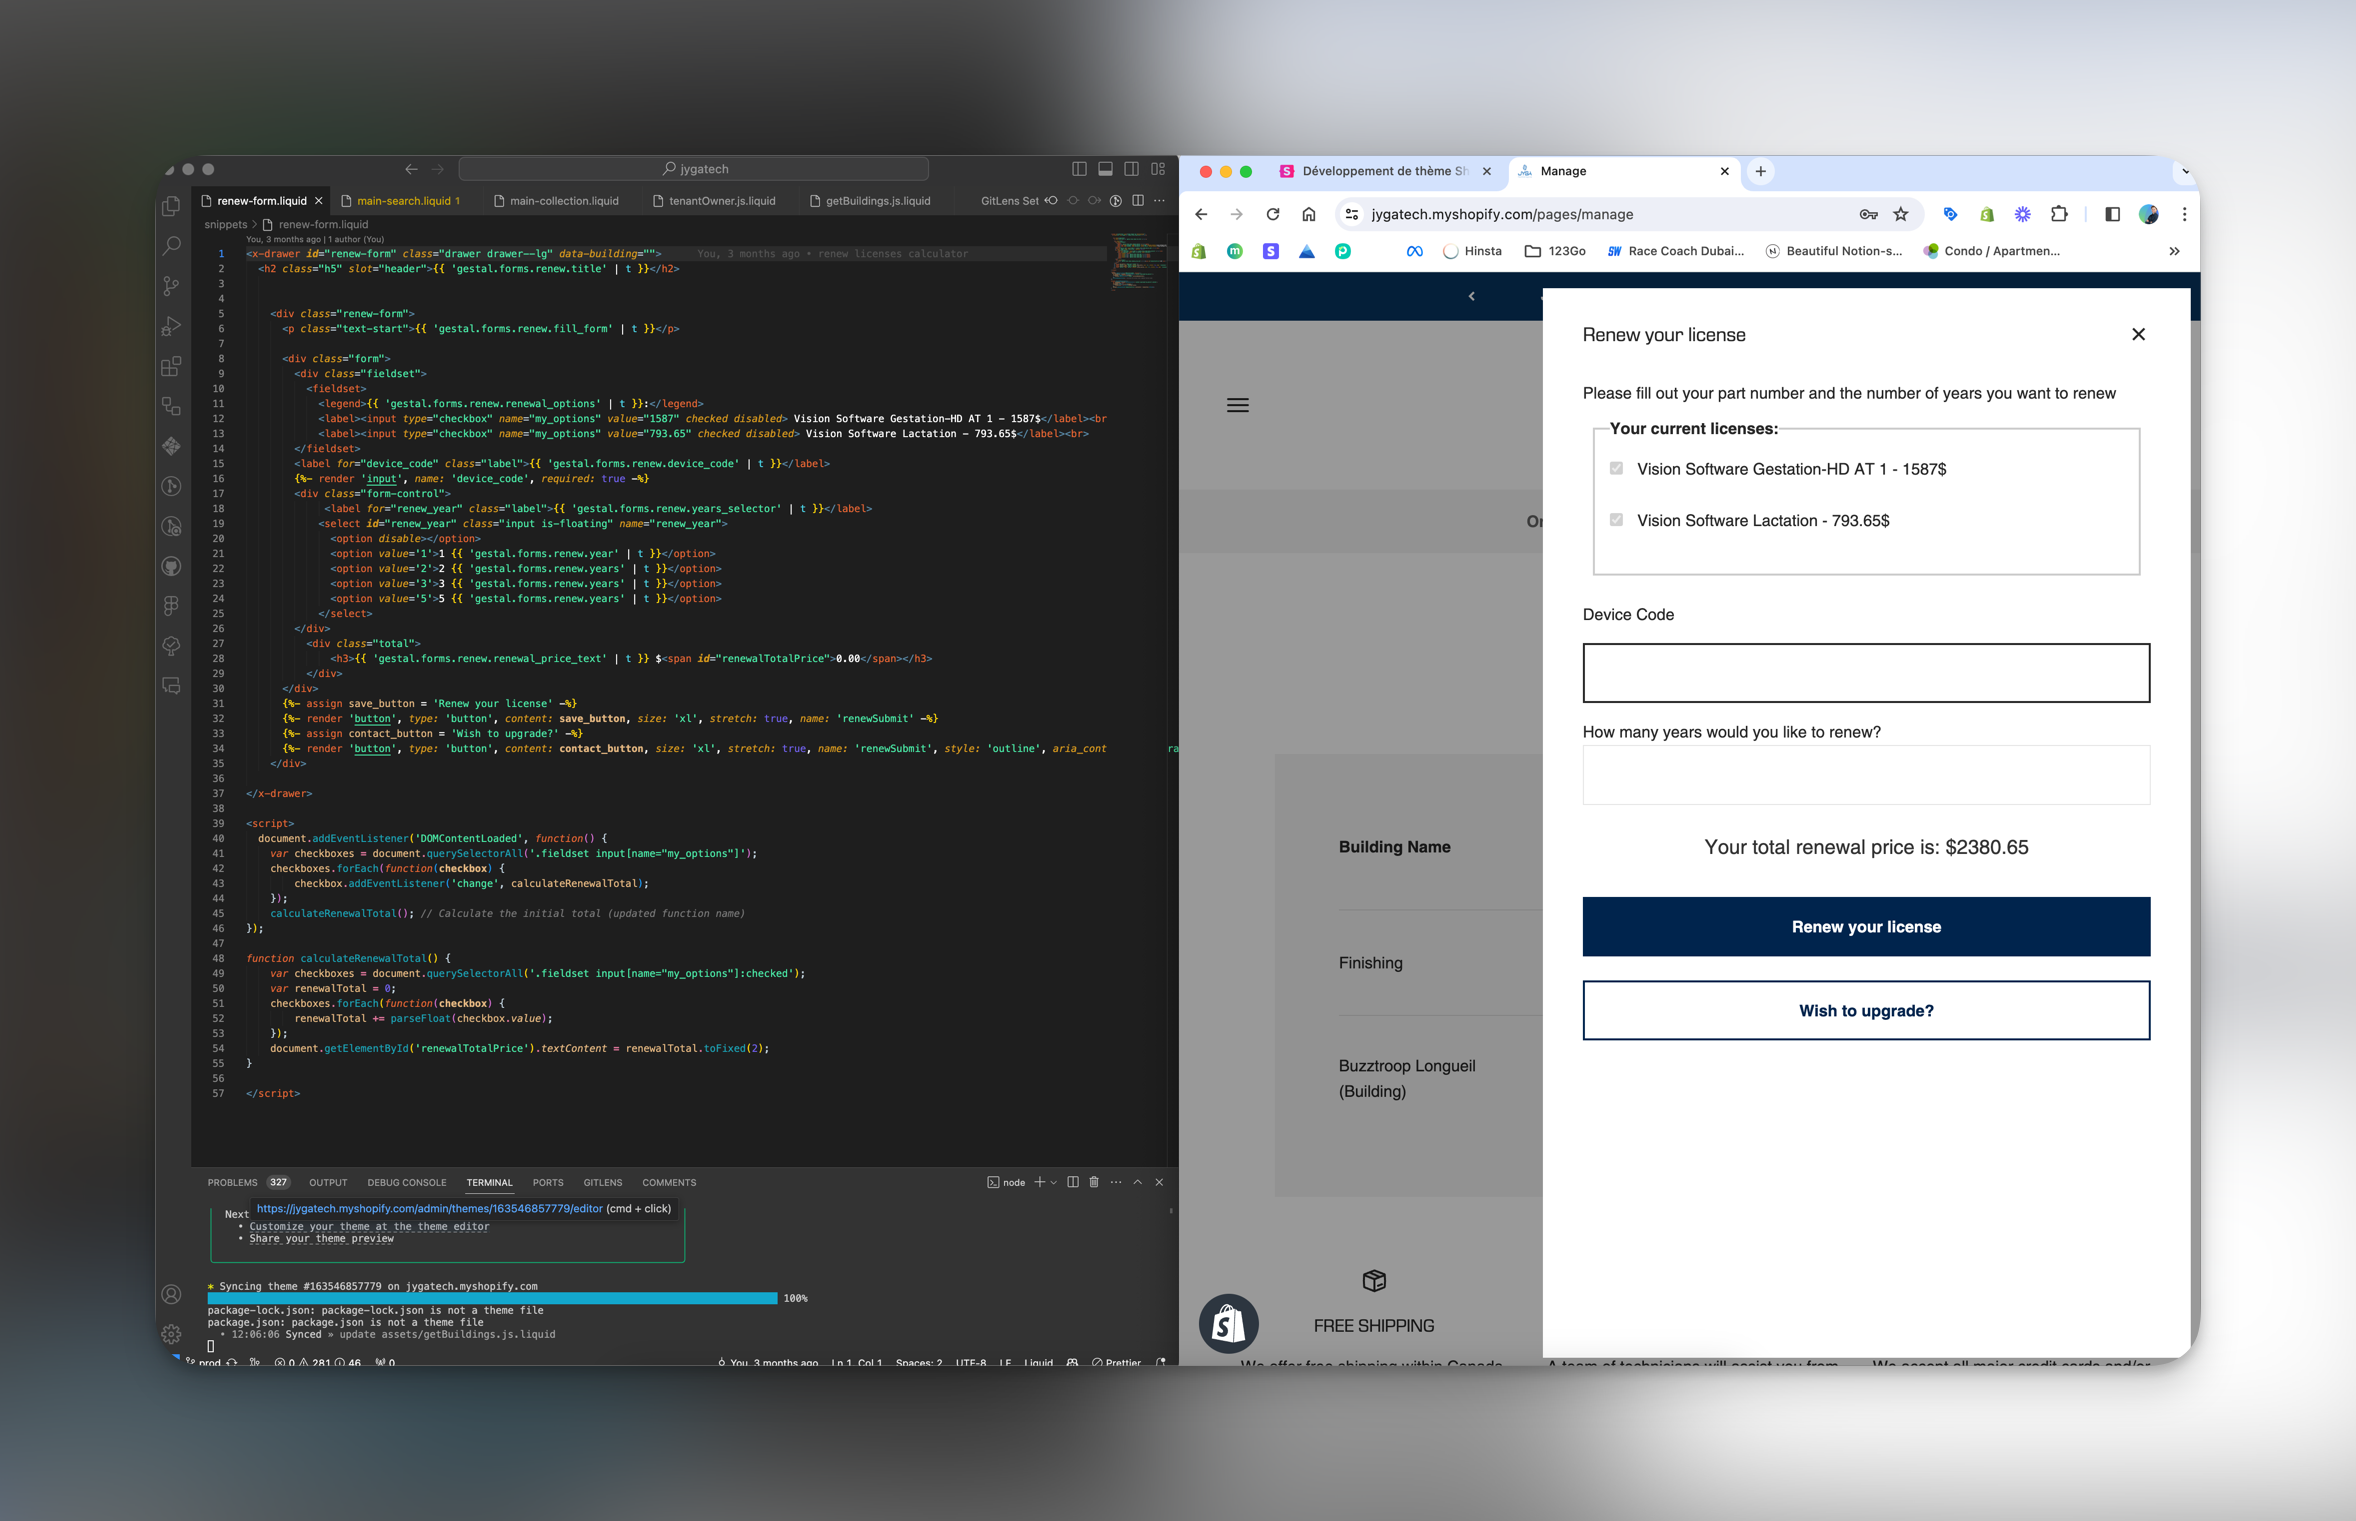 jygatech
renew-form.liquid
main-search.liquid 1
main-collection.liquid
tenantOwner.js.liquid
getBuildings.js.liquid
GitLens Set
snippets > renew-form.liquid
You, 3 months ago | 1 author (You)
1 <x-drawer id="renew-form" class="drawer drawer--lg" data-building=""> You, 3 months ago • renew licenses calculator
2 <h2 class="h5" slot="header">{{ 'gestal.forms.renew.title' | t }}</h2>
3
4
5 <div class="renew-form">
6 <p class="text-start">{{ 'gestal.forms.renew.fill_form' | t }}</p>
7
8 <div class="form">
9 <div class="fieldset">
10 <fieldset>
11 <legend>{{ 'gestal.forms.renew.renewal_options' | t }}:</legend>
12 <label><input type="checkbox" name="my_options" value="1587" checked disabled> Vision Software Gestation-HD AT 1 - 1587$</label><br
13 <label><input type="checkbox" name="my_options" value="793.65" checked disabled> Vision Software Lactation - 793.65$</label><br>
14 </fieldset>
15 <label for="device_code" class="label">{{ 'gestal.forms.renew.device_code' | t }}</label>
16 {%- render 'input', name: 'device_code', required: true -%}
17 <div class="form-control">
18 <label for="renew_year" class="label">{{ 'gestal.forms.renew.years_selector' | t }}</label>
19 <select id="renew_year" class="input is-floating" name="renew_year">
20 <option disable></option>
21 <option value='1'>1 {{ 'gestal.forms.renew.year' | t }}</option>
22 <option value='2'>2 {{ 'gestal.forms.renew.years' | t }}</option>
23 <option value='3'>3 {{ 'gestal.forms.renew.years' | t }}</option>
24 <option value='5'>5 {{ 'gestal.forms.renew.years' | t }}</option>
25 </select>
26 </div>
27 <div class="total">
28 <h3>{{ 'gestal.forms.renew.renewal_price_text' | t }} $<span id="renewalTotalPrice">0.00</span></h3>
29 </div>
30 </div>
31 {%- assign save_button = 'Renew your license' -%}
32 {%- render 'button', type: 'button', content: save_button, size: 'xl', stretch: true, name: 'renewSubmit' -%}
33 {%- assign contact_button = 'Wish to upgrade?' -%}
34 {%- render 'button', type: 'button', content: contact_button, size: 'xl', stretch: true, name: 'renewSubmit', style: 'outline', aria_cont ra
35 </div>
36
37 </x-drawer>
38
39 <script>
40 document.addEventListener('DOMContentLoaded', function() {
41 var checkboxes = document.querySelectorAll('.fieldset input[name="my_options"]');
42 checkboxes.forEach(function(checkbox) {
43 checkbox.addEventListener('change', calculateRenewalTotal);
44 });
45 calculateRenewalTotal(); // Calculate the initial total (updated function name)
46 });
47
48 function calculateRenewalTotal() {
49 var checkboxes = document.querySelectorAll('.fieldset input[name="my_options"]:checked');
50 var renewalTotal = 0;
51 checkboxes.forEach(function(checkbox) {
52 renewalTotal += parseFloat(checkbox.value);
53 });
54 document.getElementById('renewalTotalPrice').textContent = renewalTotal.toFixed(2);
55 }
56
57 </script>
PROBLEMS 327 OUTPUT DEBUG CONSOLE TERMINAL PORTS GITLENS COMMENTS
node
https://jygatech.myshopify.com/admin/themes/163546857779/editor (cmd + click)
Next
• Customize your theme at the theme editor
• Share your theme preview
* Syncing theme #163546857779 on jygatech.myshopify.com
100%
package-lock.json: package-lock.json is not a theme file
package.json: package.json is not a theme file
• 12:06:06 Synced » update assets/getBuildings.js.liquid
prod 0 281 46 0 You, 3 months ago Ln 1, Col 1 Spaces: 2 UTF-8 LF Liquid Prettier
Développement de thème Sh
Manage
jygatech.myshopify.com/pages/manage
Hinsta
123Go
SW Race Coach Dubai...
Beautiful Notion-s...
Condo / Apartmen...
Or
Building Name
Finishing
Buzztroop Longueil
(Building)
FREE SHIPPING
We offer free shipping within Canada
A team of technicians will assist you from
We accept all major credit cards and/or
Renew your license
Please fill out your part number and the number of years you want to renew
Your current licenses:
Vision Software Gestation-HD AT 1 - 1587$
Vision Software Lactation - 793.65$
Device Code
How many years would you like to renew?
Your total renewal price is: $2380.65
Renew your license
Wish to upgrade?